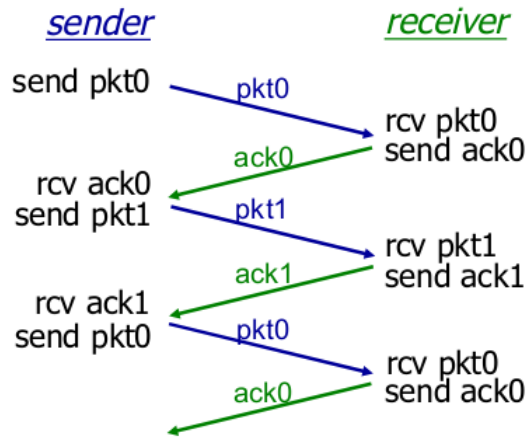 sender
receiver
send pkt0
pkt0
rcv pkt0
send ack0
ack0
rcv ack0
send pkt1
pkt1
rcv pkt1
send ack1
ack1
rcv ack1
send pkt0
pkt0
rcv pkt0
send ack0
ack0